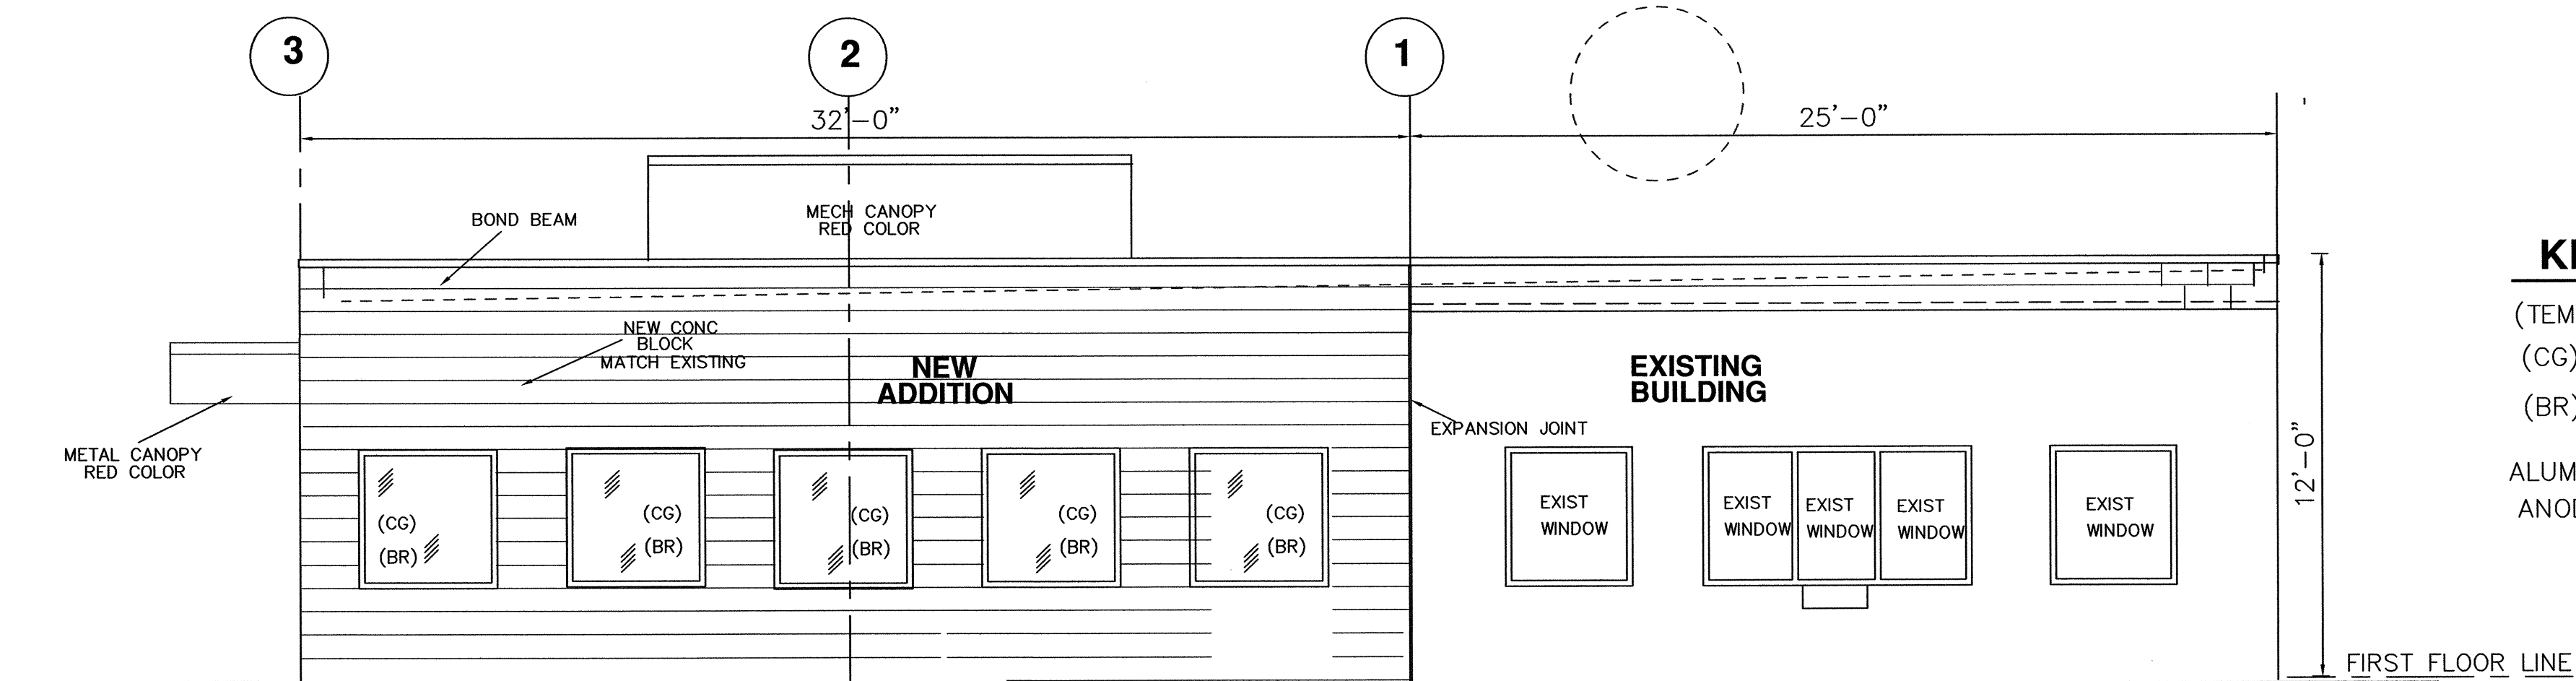 3
2
1
32'-0"
25'-0"
MECH CANOPY
RED COLOR
BOND BEAM
NEW CONC
BLOCK
MATCH EXISTING
NEW
ADDITION
EXISTING
BUILDING
EXPANSION JOINT
METAL CANOPY
RED COLOR
(CG)
(BR)
(CG)
(BR)
(CG)
(BR)
(CG)
(BR)
(CG)
(BR)
EXIST
WINDOW
EXIST
WINDOW
EXIST
WINDOW
EXIST
WINDOW
EXIST
WINDOW
12'-0"
FIRST FLOOR LINE
(CG)
(BR)